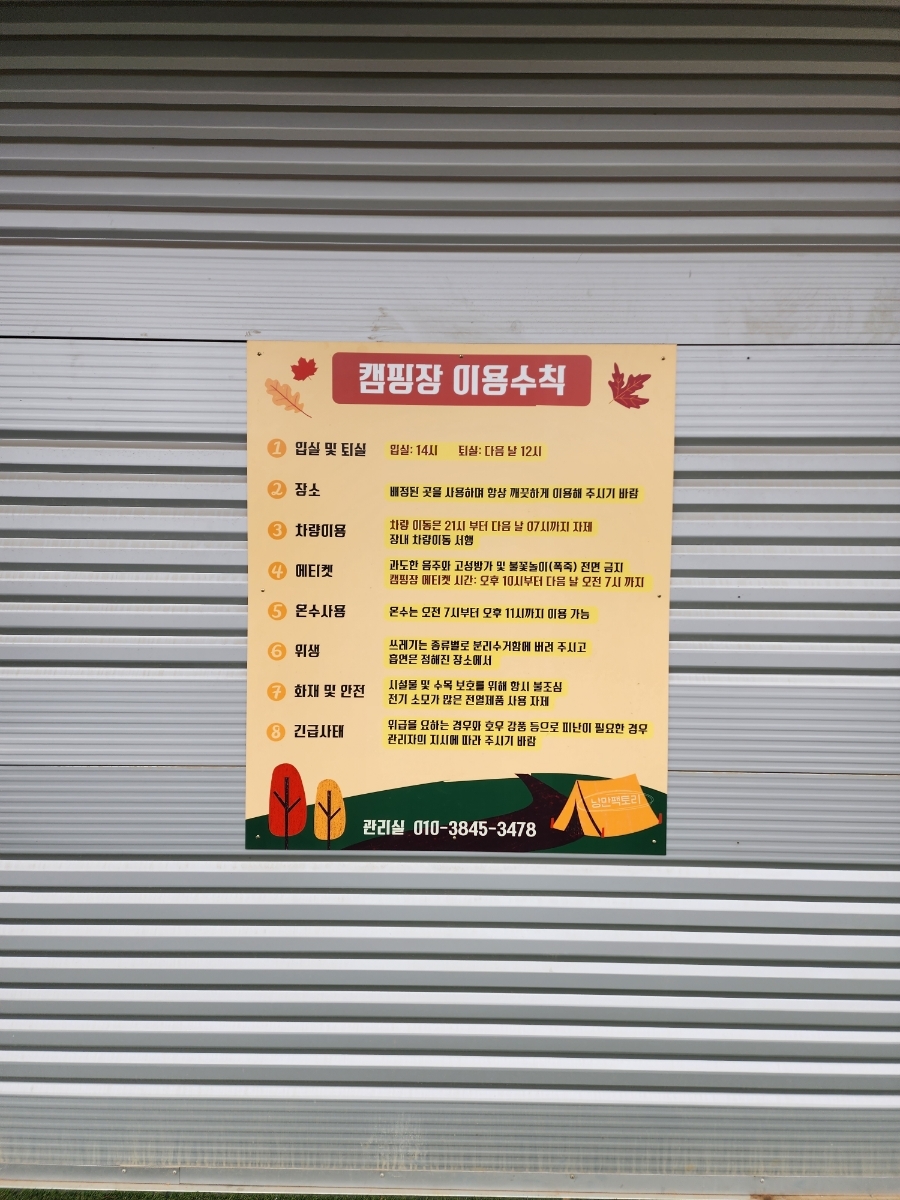 캠핑장 이용수칙
1 입실 및 퇴실 입실: 14시 퇴실: 다음 날 12시
2 장소 배정된 곳을 사용하며 항상 깨끗하게 이용해 주시기 바람
3 차량이용 차량 이동은 21시 부터 다음 날 07시까지 자제
장내 차량이동 서행
4 에티켓 과도한 음주와 고성방가 및 불꽃놀이(폭죽) 전면 금지
캠핑장 에티켓 시간: 오후 10시부터 다음 날 오전 7시 까지
5 온수사용 온수는 오전 7시부터 오후 11시까지 이용 가능
6 위생 쓰레기는 종류별로 분리수거함에 버려 주시고
흡연은 정해진 장소에서
7 화재 및 안전 시설물 및 수목 보호를 위해 항시 불조심
전기 소모가 많은 전열제품 사용 자제
8 긴급사태 위급을 요하는 경우와 호우 강풍 등으로 피난이 필요한 경우
관리자의 지시에 따라 주시기 바람
낭만팩토리
관리실 010-3845-3478